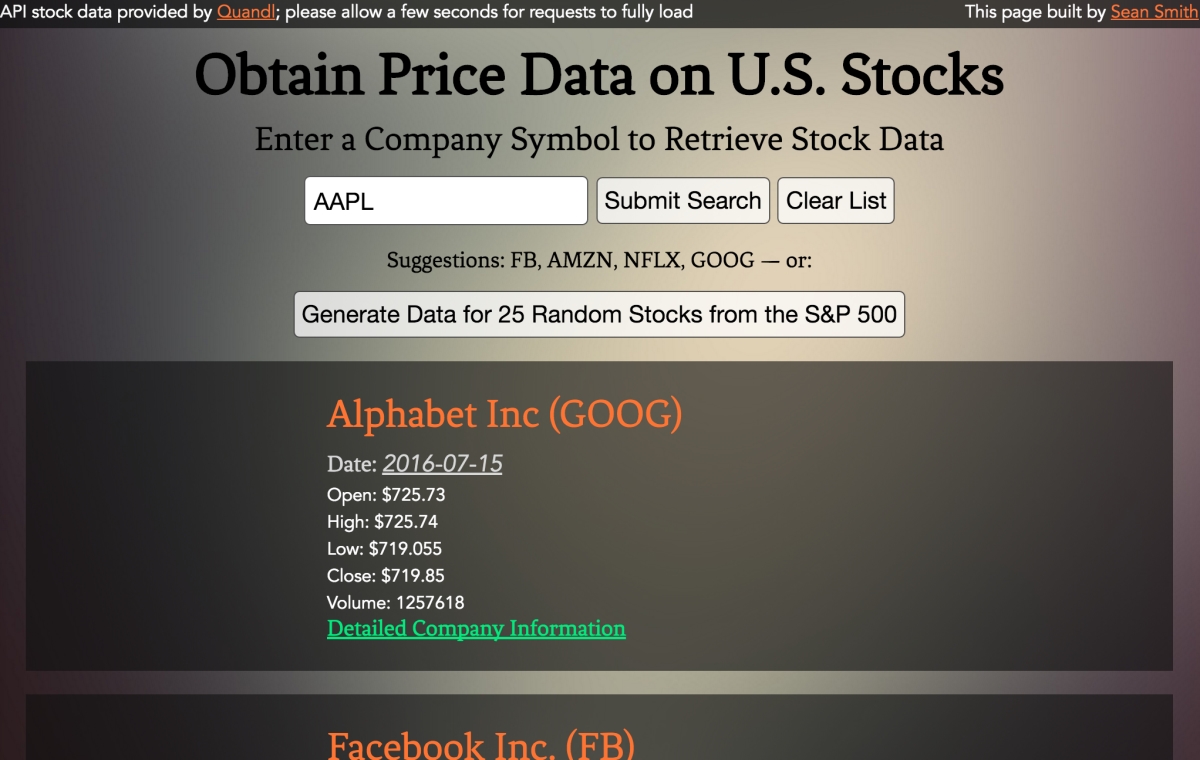 API stock data provided by Quandl; please allow a few seconds for requests to fully load
This page built by Sean Smith
Obtain Price Data on U.S. Stocks
Enter a Company Symbol to Retrieve Stock Data
AAPL
Submit Search
Clear List
Suggestions: FB, AMZN, NFLX, GOOG — or:
Generate Data for 25 Random Stocks from the S&P 500
Alphabet Inc (GOOG)
Date: 2016-07-15
Open: $725.73
High: $725.74
Low: $719.055
Close: $719.85
Volume: 1257618
Detailed Company Information
Facebook Inc. (FB)